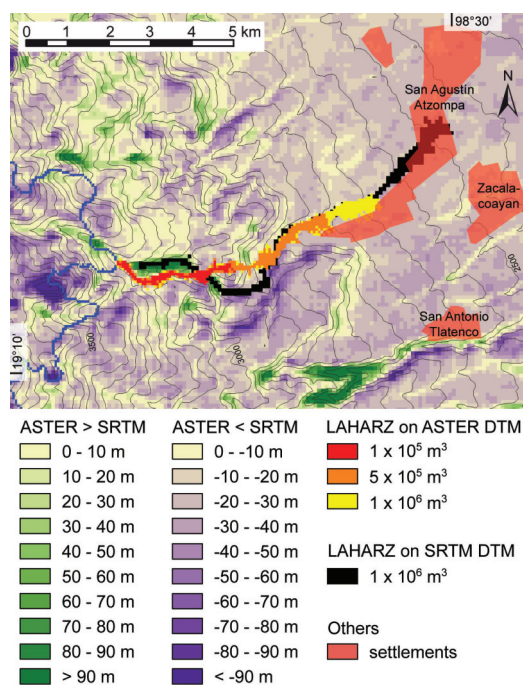 98°30'
0 1 2 3 4 5 km
N
San Agustín
Atzompa
Zacala-
coayan
2500
San Antonio
Tlatenco
19°10'
3500
3000
ASTER > SRTM
0 - 10 m
10 - 20 m
20 - 30 m
30 - 40 m
40 - 50 m
50 - 60 m
60 - 70 m
70 - 80 m
80 - 90 m
> 90 m
ASTER < SRTM
0 - -10 m
-10 - -20 m
-20 - -30 m
-30 - -40 m
-40 - -50 m
-50 - -60 m
-60 - -70 m
-70 - -80 m
-80 - -90 m
< -90 m
LAHARZ on ASTER DTM
1 x 10⁵ m³
5 x 10⁵ m³
1 x 10⁶ m³
LAHARZ on SRTM DTM
1 x 10⁶ m³
Others
settlements